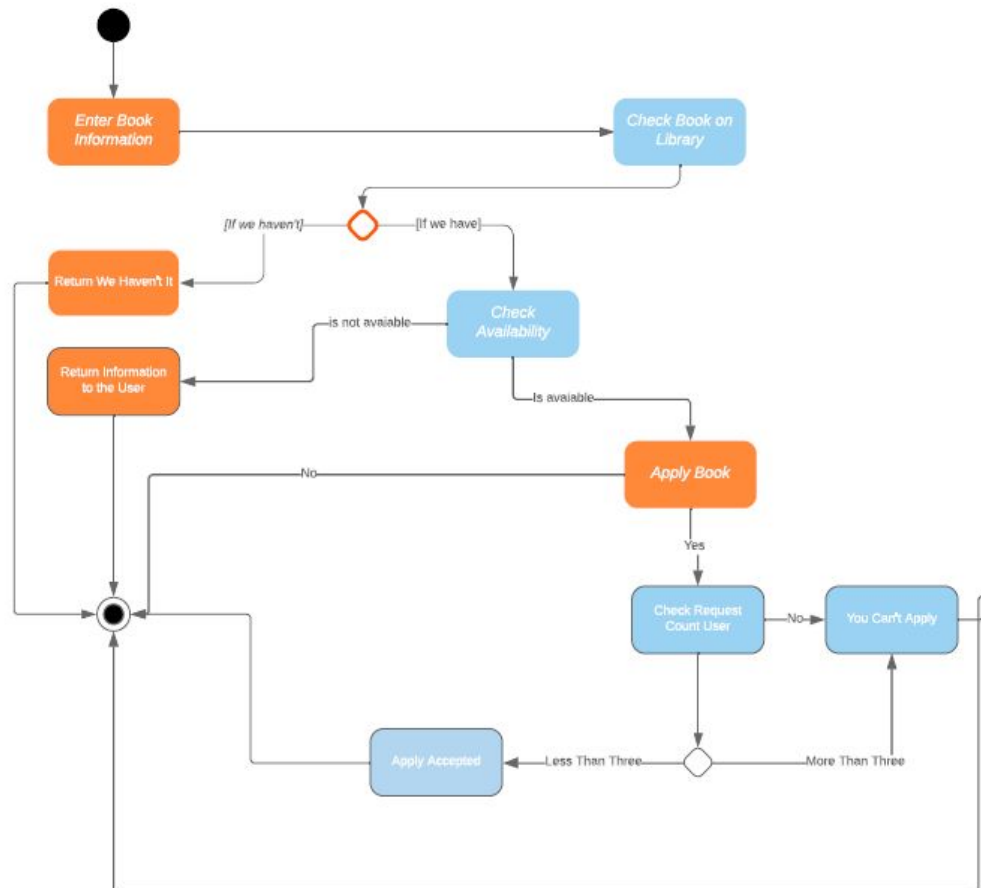 Enter Book
Information
Check Book on
Library
[If we haven't]
[If we have]
Return We Haven't It
Check
Availability
is not avaiable
Return Information
to the User
Is avaiable
Apply Book
No
Yes
Check Request
Count User
No
You Can't Apply
Apply Accepted
Less Than Three
More Than Three